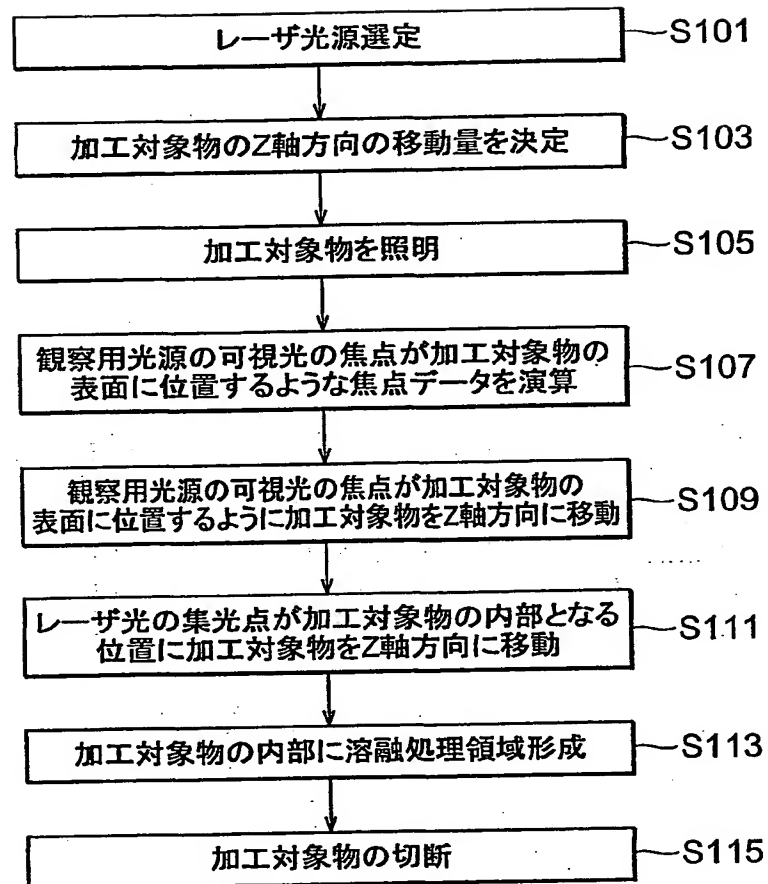 レーザ光源選定
S101
加工対象物のZ軸方向の移動量を決定
S103
加工対象物を照明
S105
観察用光源の可視光の焦点が加工対象物の
表面に位置するような焦点データを演算
S107
観察用光源の可視光の焦点が加工対象物の
表面に位置するように加工対象物をZ軸方向に移動
S109
レーザ光の集光点が加工対象物の内部となる
位置に加工対象物をZ軸方向に移動
S111
加工対象物の内部に溶融処理領域形成
S113
加工対象物の切断
S115